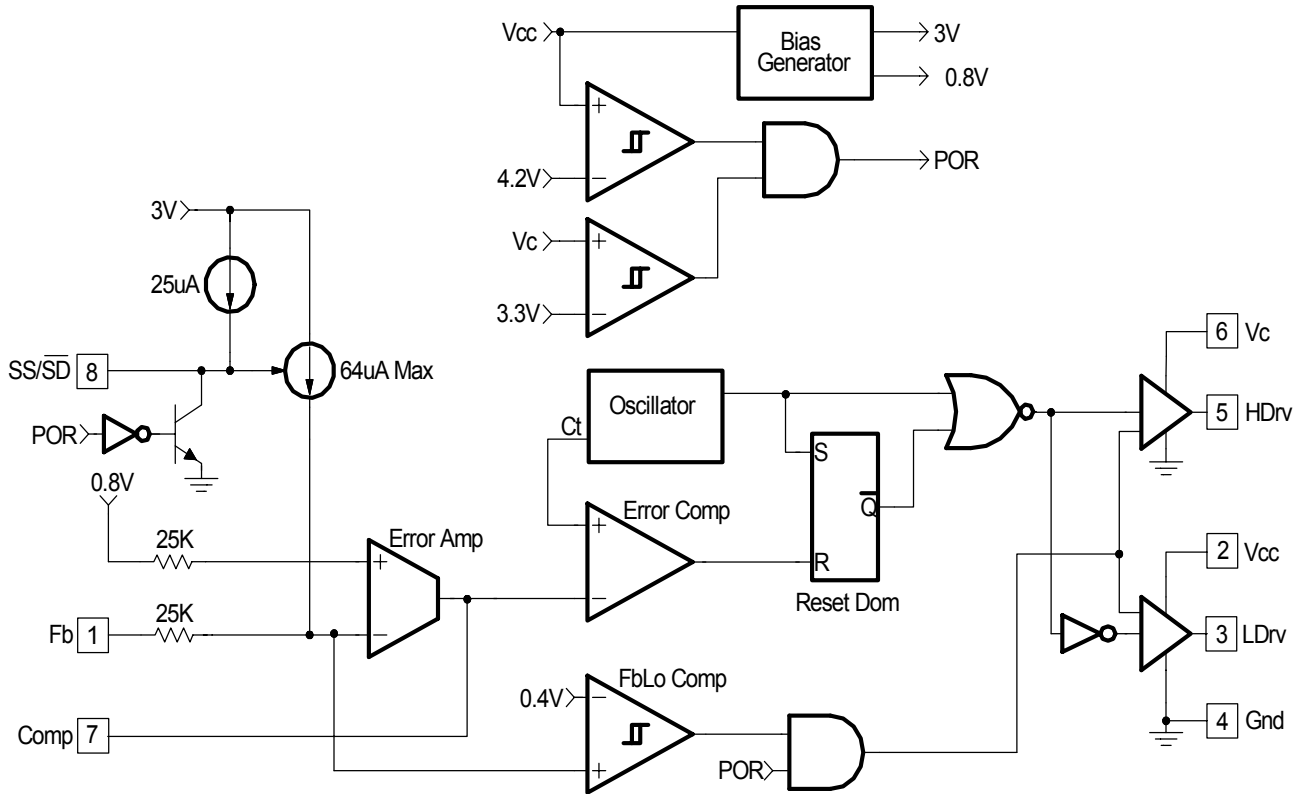 Vcc
Bias
Generator
3V
0.8V
+
4.2V
−
POR
3V
Vc
+
25uA
3.3V
−
SS/S̅D̅
8
64uA Max
POR
0.8V
Oscillator
Ct
6
Vc
5
HDrv
S
Q̅
R
Reset Dom
Error Comp
+
−
25K
Error Amp
+
−
25K
Fb
1
2
Vcc
3
LDrv
4
Gnd
FbLo Comp
0.4V
−
+
POR
Comp
7